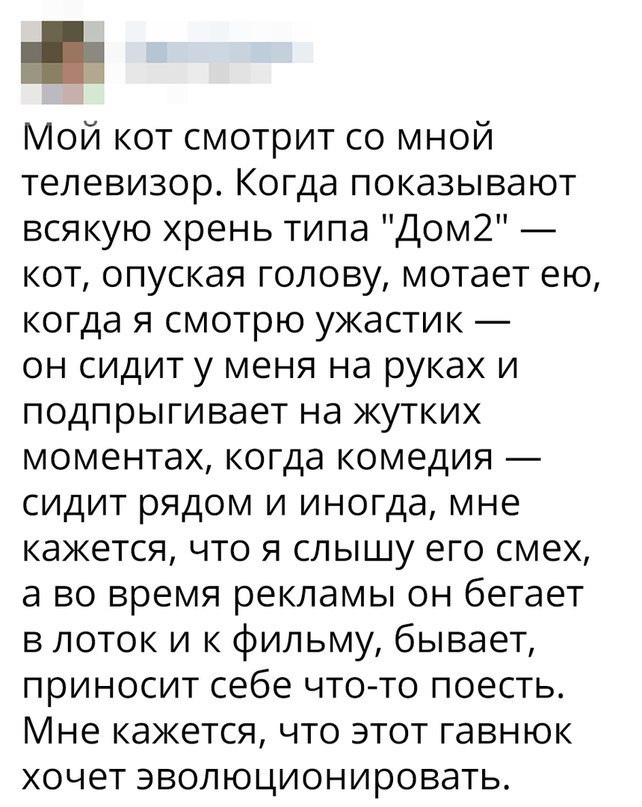 Мой кот смотрит со мной
телевизор. Когда показывают
всякую хрень типа "Дом2" —
кот, опуская голову, мотает ею,
когда я смотрю ужастик —
он сидит у меня на руках и
подпрыгивает на жутких
моментах, когда комедия —
сидит рядом и иногда, мне
кажется, что я слышу его смех,
а во время рекламы он бегает
в лоток и к фильму, бывает,
приносит себе что-то поесть.
Мне кажется, что этот гавнюк
хочет эволюционировать.